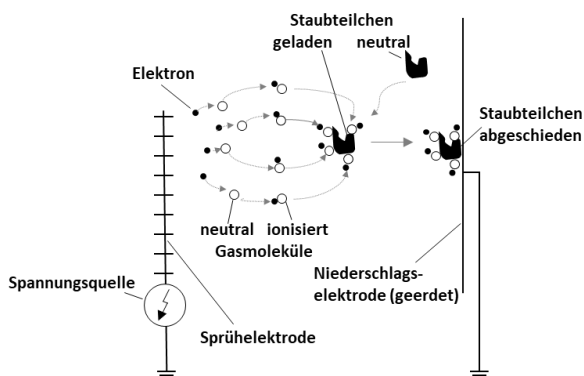 Staubteilchen
geladen neutral
Elektron
Staubteilchen
abgeschieden
neutral ionisiert
Gasmoleküle
Niederschlags-
elektrode (geerdet)
Spannungsquelle
Sprühelektrode